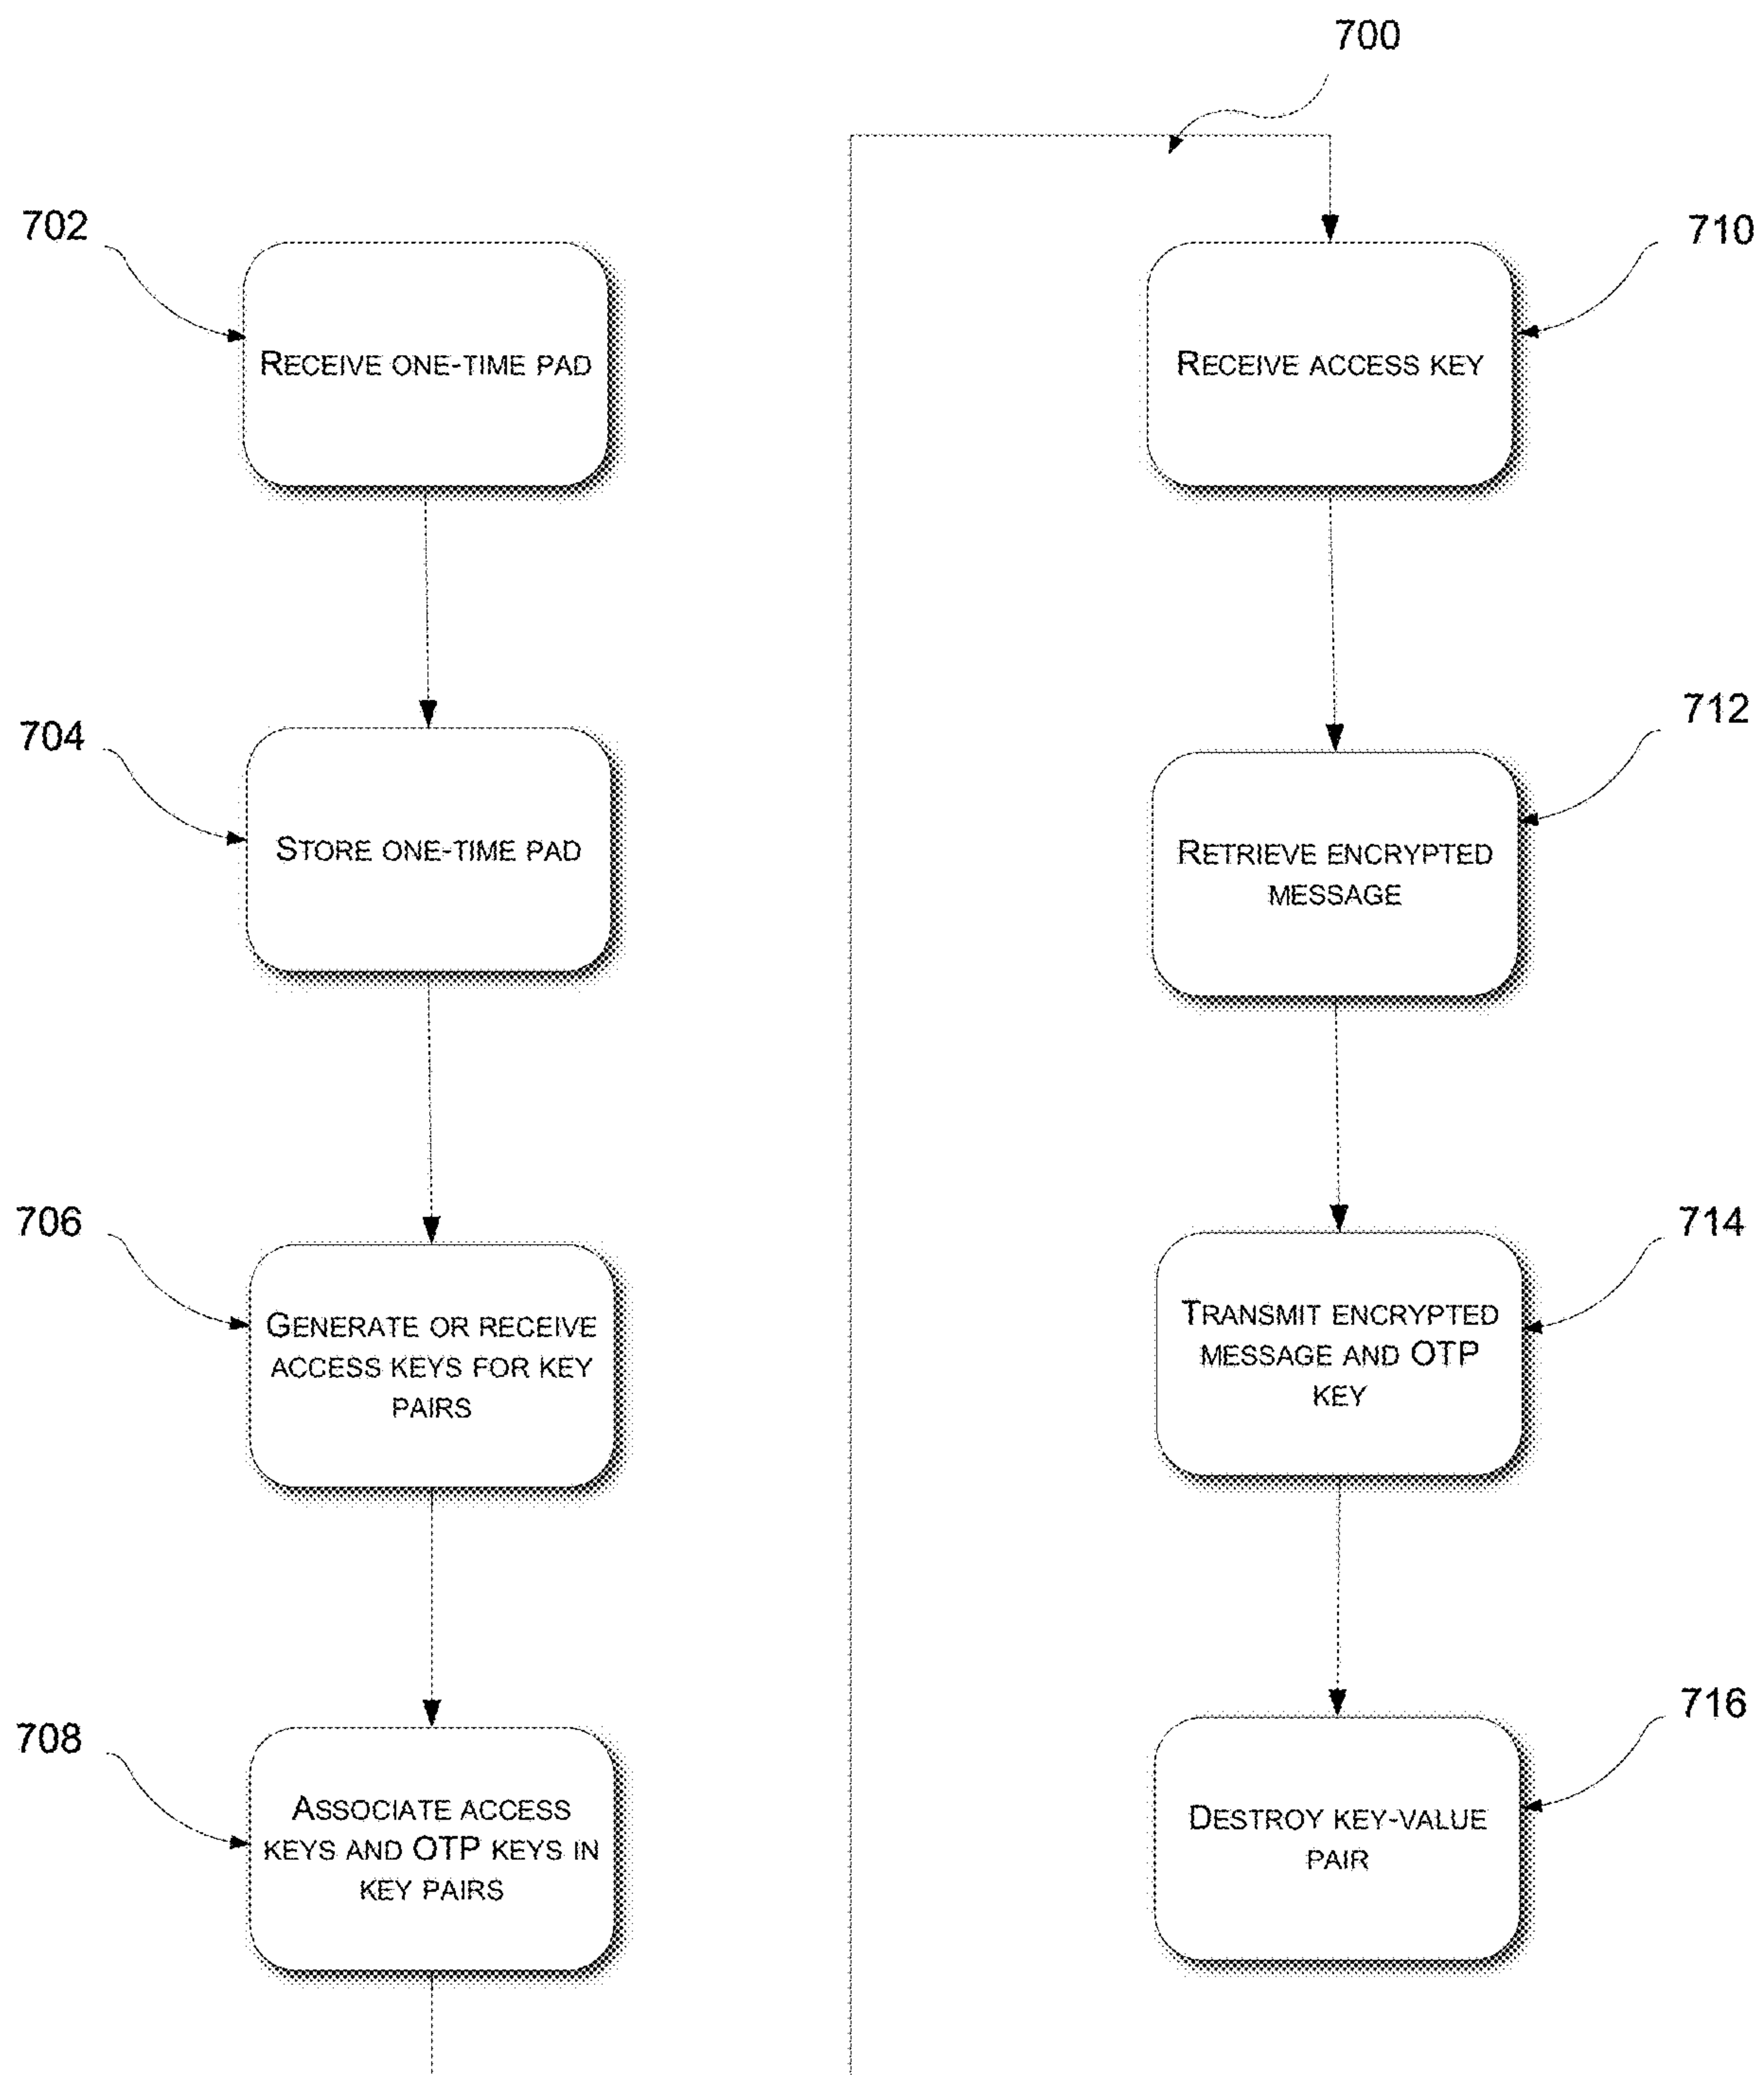 700
702
RECEIVE ONE-TIME PAD
704
STORE ONE-TIME PAD
706
GENERATE OR RECEIVE
ACCESS KEYS FOR KEY
PAIRS
708
ASSOCIATE ACCESS
KEYS AND OTP KEYS IN
KEY PAIRS
710
RECEIVE ACCESS KEY
712
RETRIEVE ENCRYPTED
MESSAGE
714
TRANSMIT ENCRYPTED
MESSAGE AND OTP
KEY
716
DESTROY KEY-VALUE
PAIR